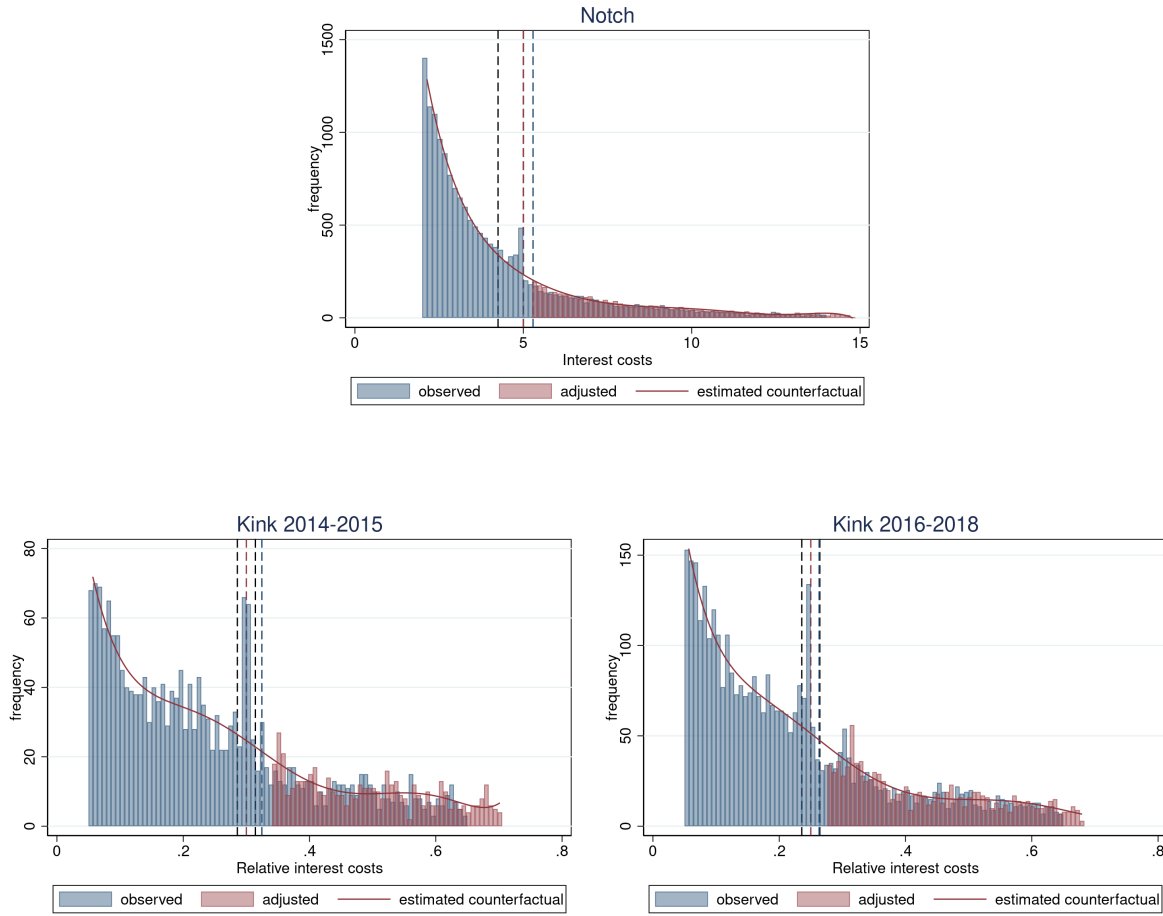 Notch
frequency
1500
1000
500
0
0 5 10 15
Interest costs
observed adjusted estimated counterfactual
Kink 2014-2015
frequency
80
60
40
20
0
0 .2 .4 .6 .8
Relative interest costs
observed adjusted estimated counterfactual
Kink 2016-2018
frequency
150
100
50
0
0 .2 .4 .6 .8
Relative interest costs
observed adjusted estimated counterfactual